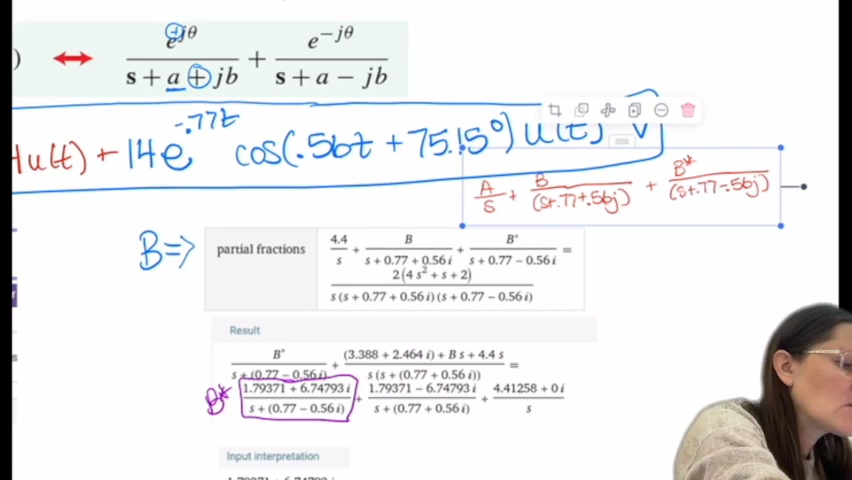 ) ↔ e^{jθ} / (s + a + jb) + e^{-jθ} / (s + a − jb)
u(t) + 14e^{-.77t} cos(.56t + 75.15°) u(t) V
A/s + B/(s+.77+.56j) + B*/(s+.77-.56j)
B ⇒
partial fractions
4.4/s + B/(s + 0.77 + 0.56 i) + B*/(s + 0.77 − 0.56 i) =
2(4 s² + s + 2) / (s (s + 0.77 + 0.56 i) (s + 0.77 − 0.56 i))
Result
B*/(s + (0.77 − 0.56 i)) + ((3.388 + 2.464 i) + B s + 4.4 s)/(s (s + (0.77 + 0.56 i))) =
B* (1.79371 + 6.74793 i)/(s + (0.77 − 0.56 i)) + (1.79371 − 6.74793 i)/(s + (0.77 + 0.56 i)) + (4.41258 + 0 i)/s
Input interpretation